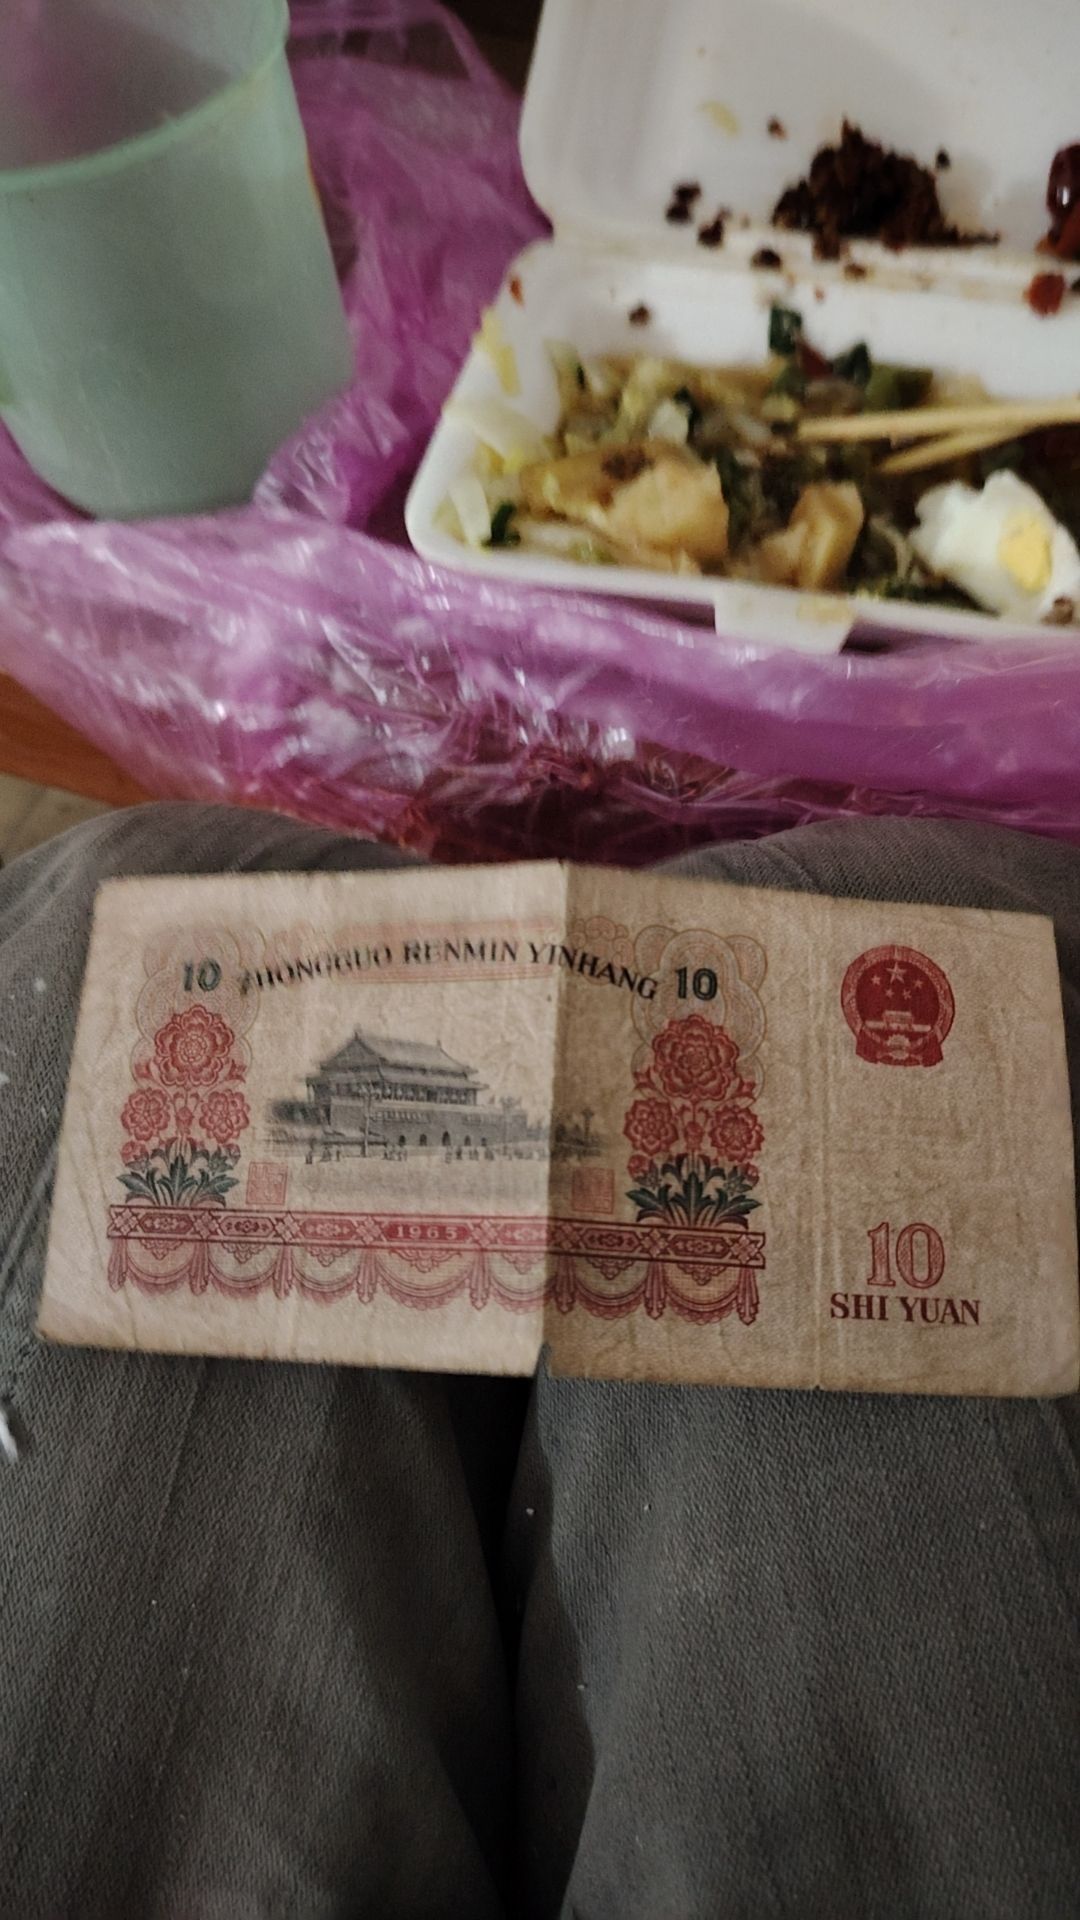 10 ZHONGGUO RENMIN YINHANG 10
1965
10
SHI YUAN